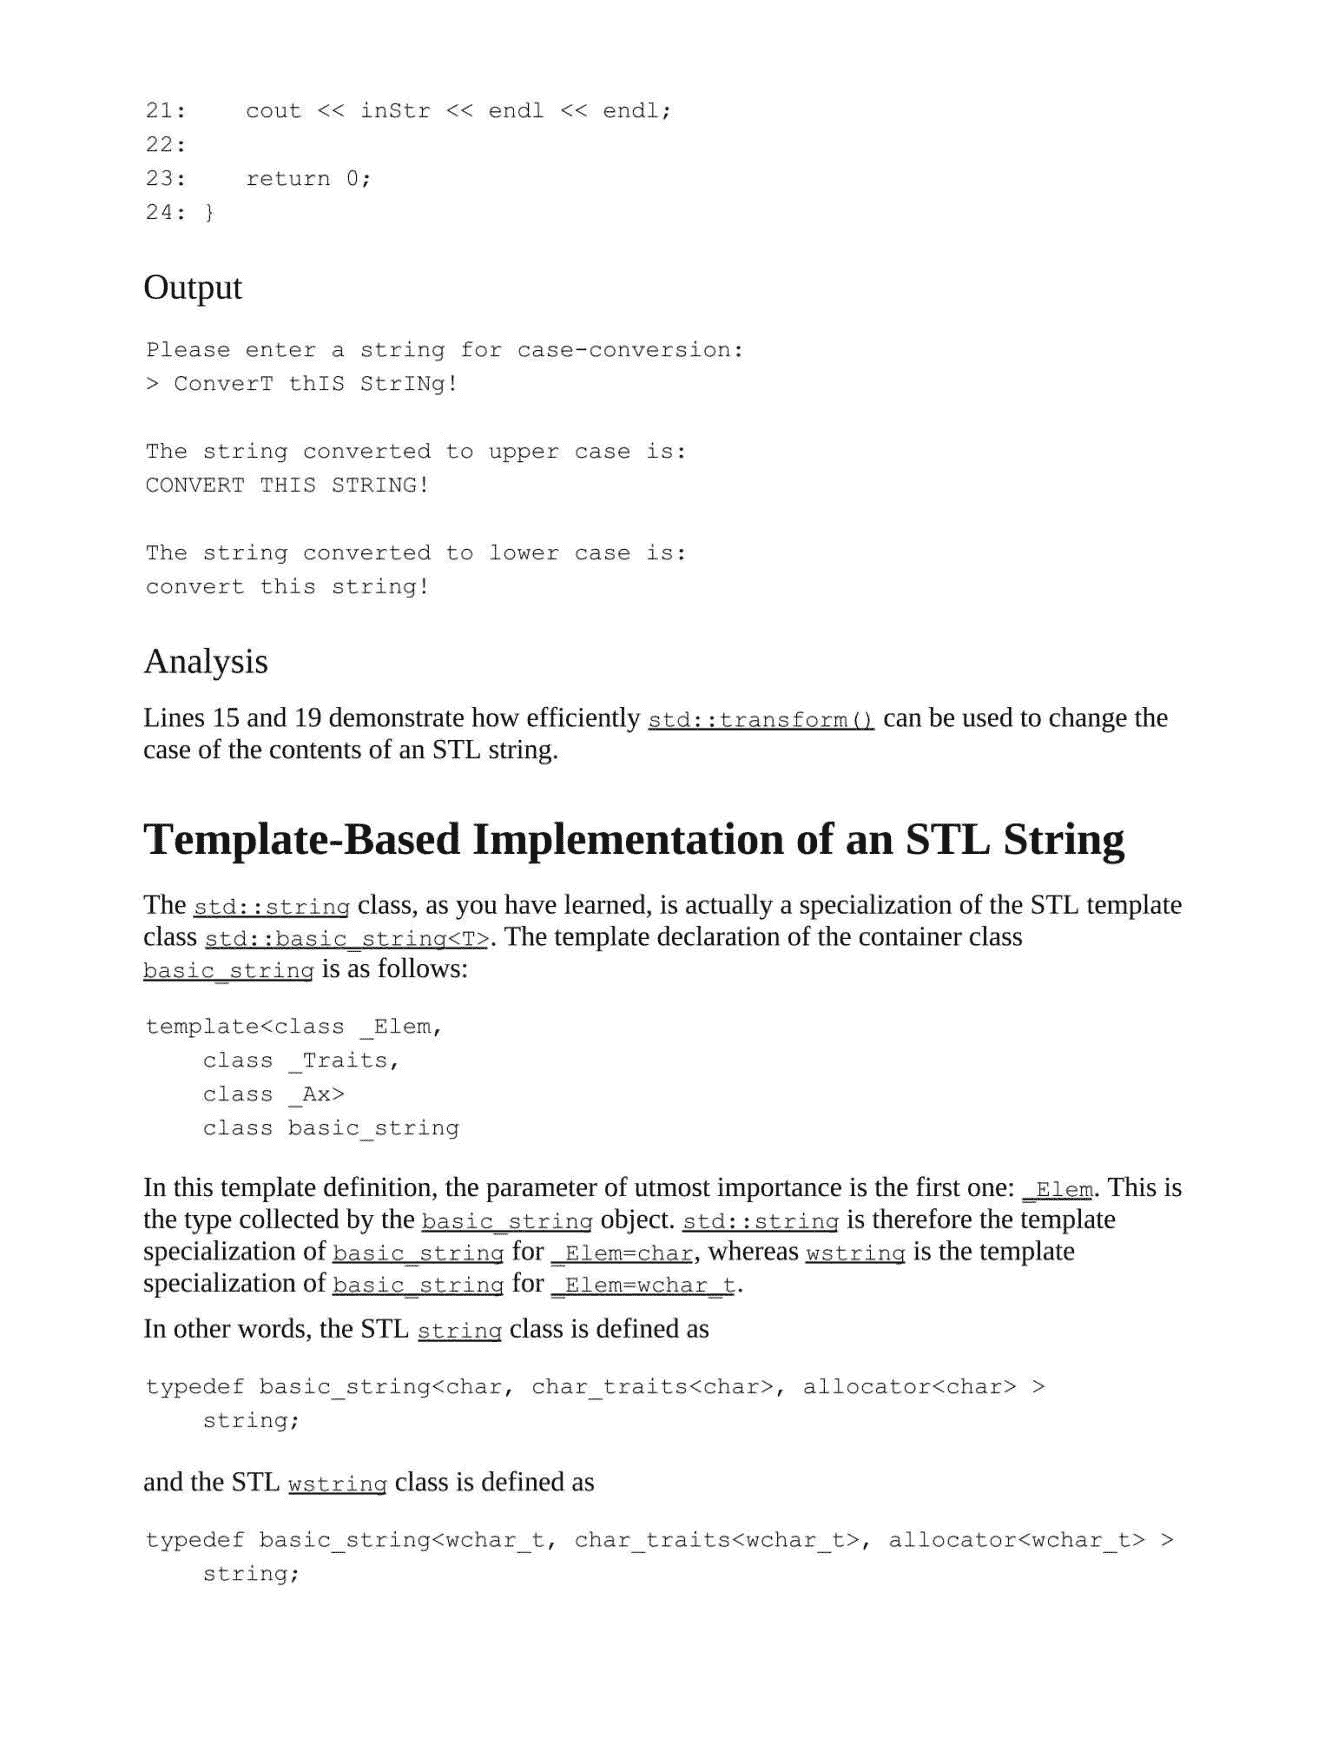 21:    cout << inStr << endl << endl;
22:
23:    return 0;
24: }
Output
Please enter a string for case-conversion:
> ConverT thIS StrINg!
The string converted to upper case is:
CONVERT THIS STRING!
The string converted to lower case is:
convert this string!
Analysis
Lines 15 and 19 demonstrate how efficiently std::transform() can be used to change the
case of the contents of an STL string.
Template-Based Implementation of an STL String
The std::string class, as you have learned, is actually a specialization of the STL template
class std::basic_string<T>. The template declaration of the container class
basic_string is as follows:
template<class _Elem,
    class _Traits,
    class _Ax>
    class basic_string
In this template definition, the parameter of utmost importance is the first one: _Elem. This is
the type collected by the basic_string object. std::string is therefore the template
specialization of basic_string for _Elem=char, whereas wstring is the template
specialization of basic_string for _Elem=wchar_t.
In other words, the STL string class is defined as
typedef basic_string<char, char_traits<char>, allocator<char> >
    string;
and the STL wstring class is defined as
typedef basic_string<wchar_t, char_traits<wchar_t>, allocator<wchar_t> >
    string;